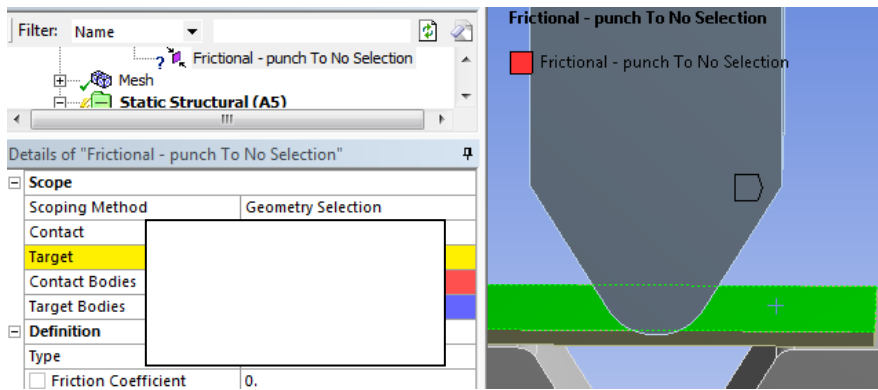 Filter: Name
Frictional - punch To No Selection
Mesh
Static Structural (A5)
Details of "Frictional - punch To No Selection"
Scope
Scoping Method Geometry Selection
Contact
Target
Contact Bodies
Target Bodies
Definition
Type
Friction Coefficient 0.
Frictional - punch To No Selection
Frictional - punch To No Selection